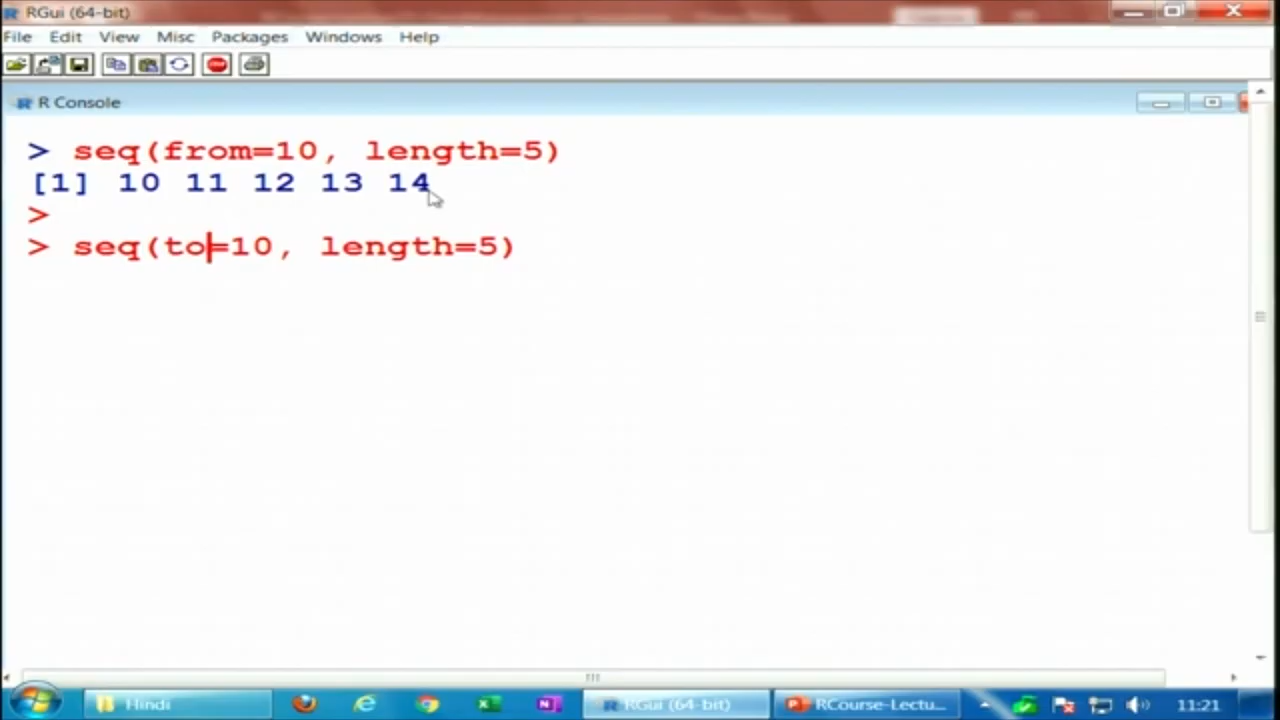 RGui (64-bit)
File Edit View Misc Packages Windows Help
STOP
R Console
> seq(from=10, length=5)
[1] 10 11 12 13 14
>
> seq(to=10, length=5)
Hindi
RGui (64-bit)
RCourse-Lectu...
11:21